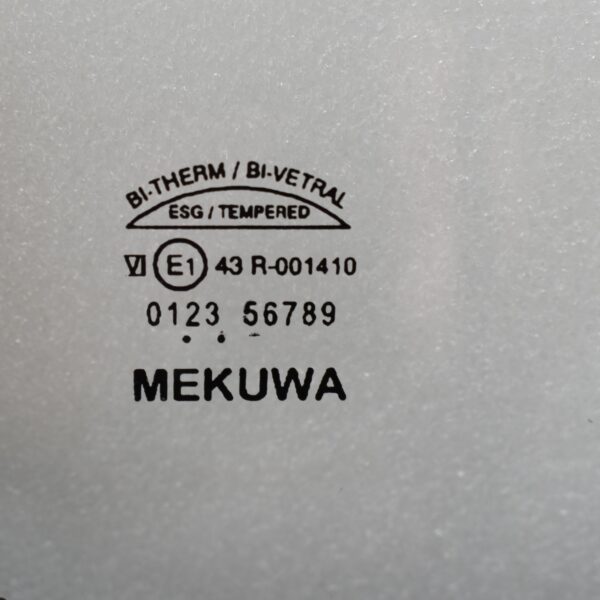 BI-THERM / BI-VETRAL
ESG / TEMPERED
VI E1 43 R-001410
0123 56789
MEKUWA